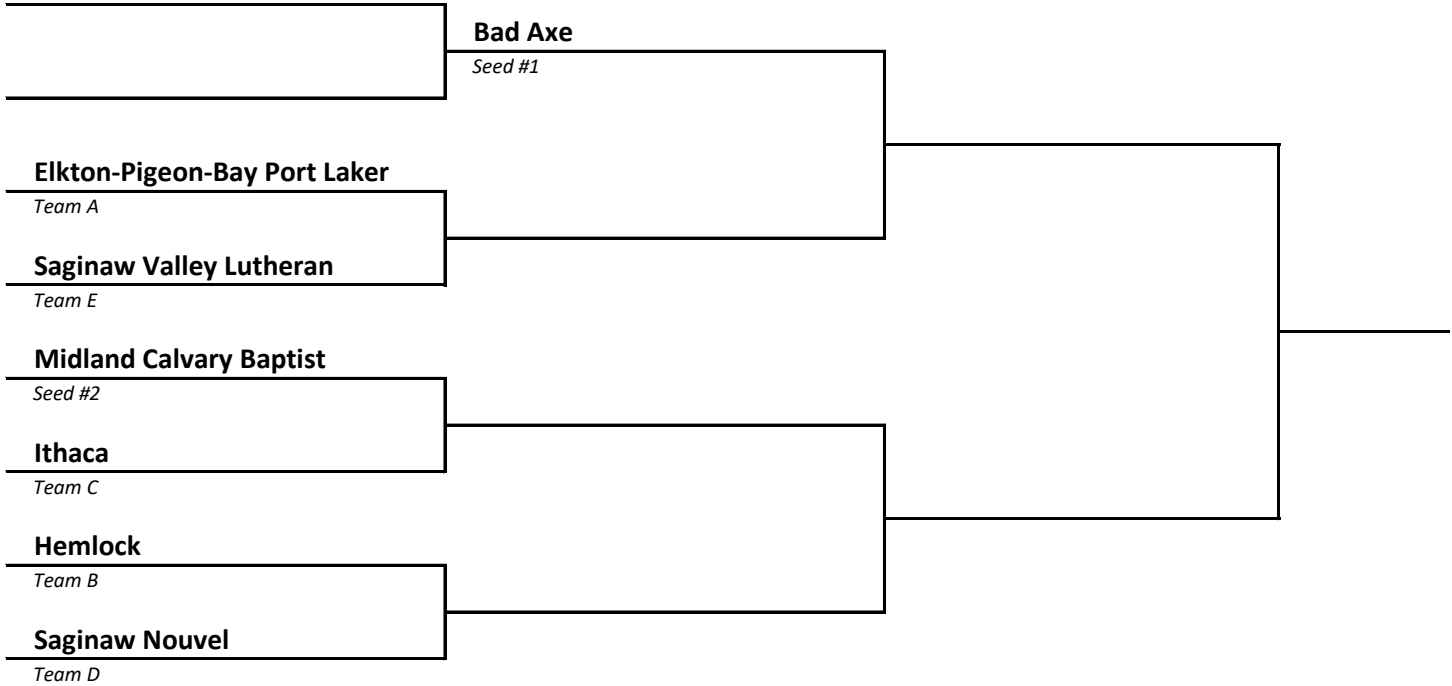 Bad Axe
Seed #1
Elkton-Pigeon-Bay Port Laker
Team A
Saginaw Valley Lutheran
Team E
Midland Calvary Baptist
Seed #2
Ithaca
Team C
Hemlock
Team B
Saginaw Nouvel
Team D